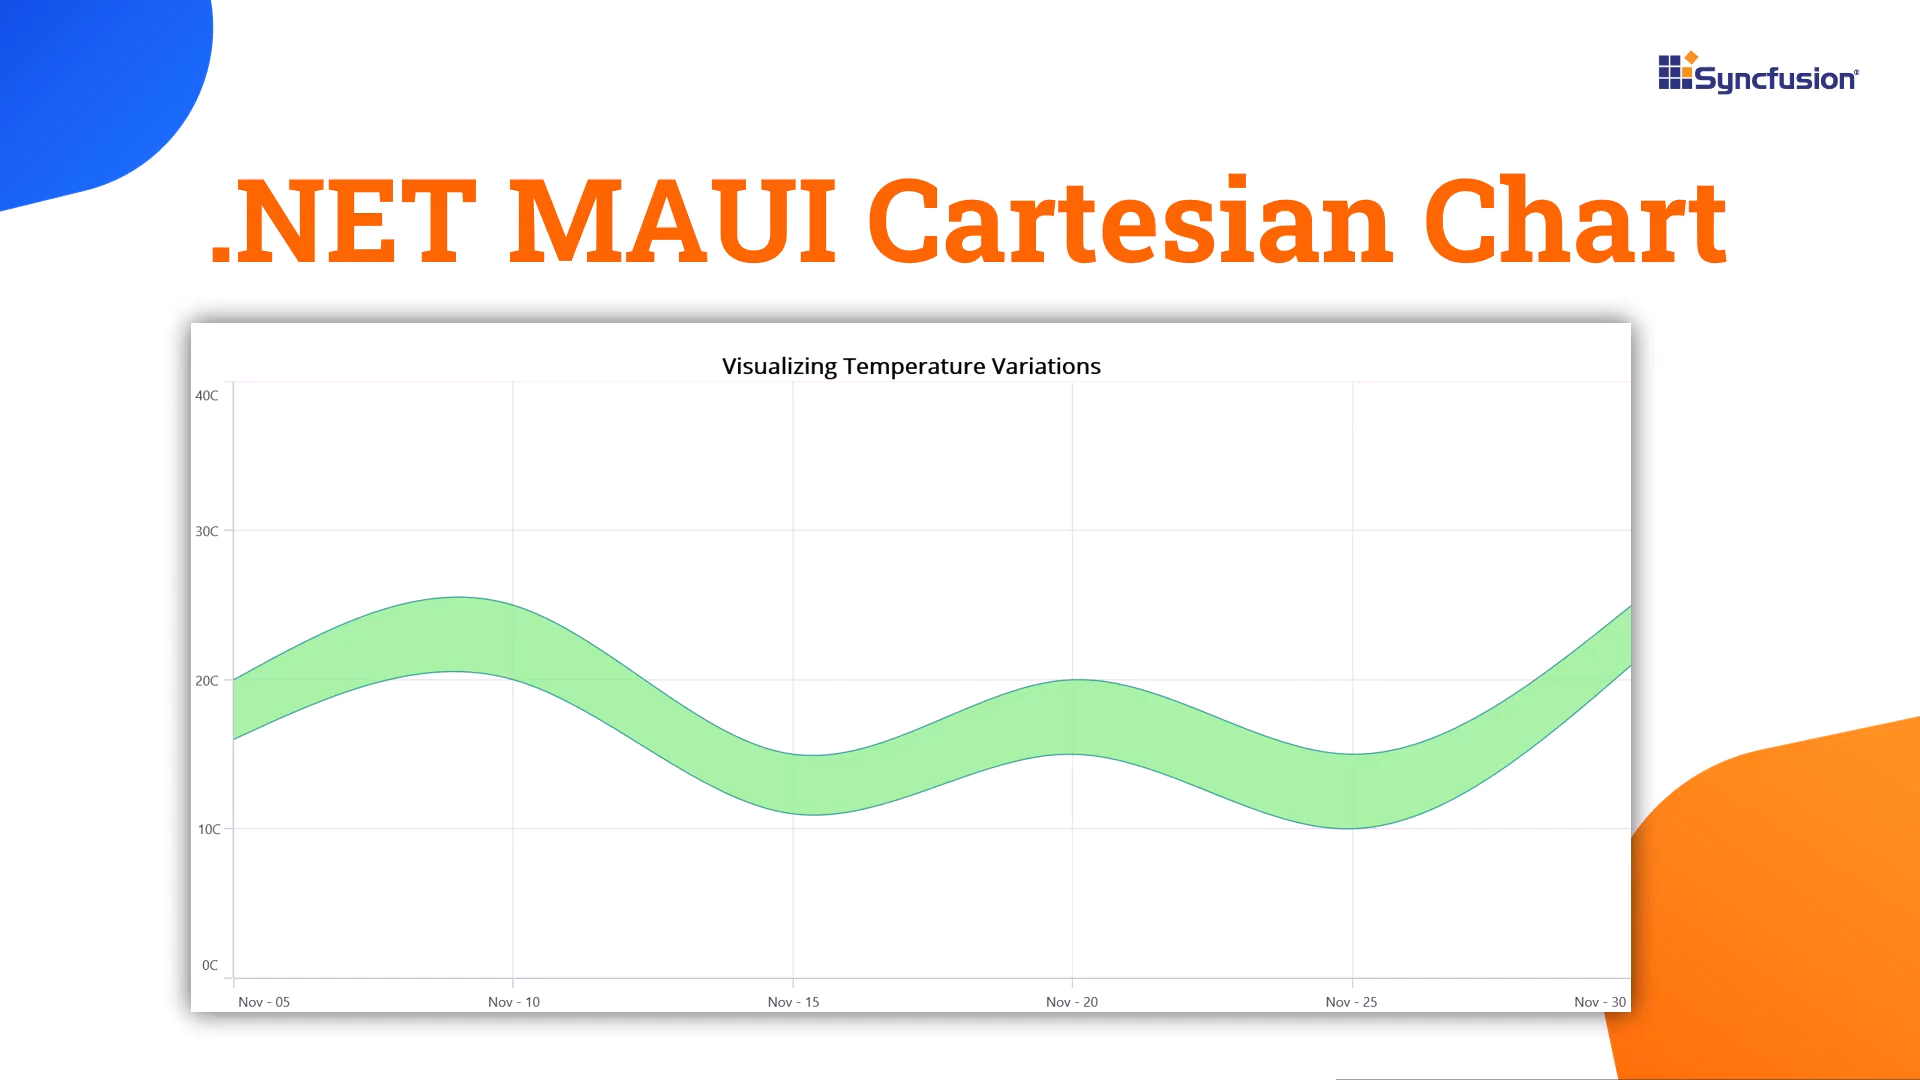 Syncfusion®
.NET MAUI Cartesian Chart
Visualizing Temperature Variations
40C
30C
20C
10C
0C
Nov - 05 Nov - 10 Nov - 15 Nov - 20 Nov - 25 Nov - 30